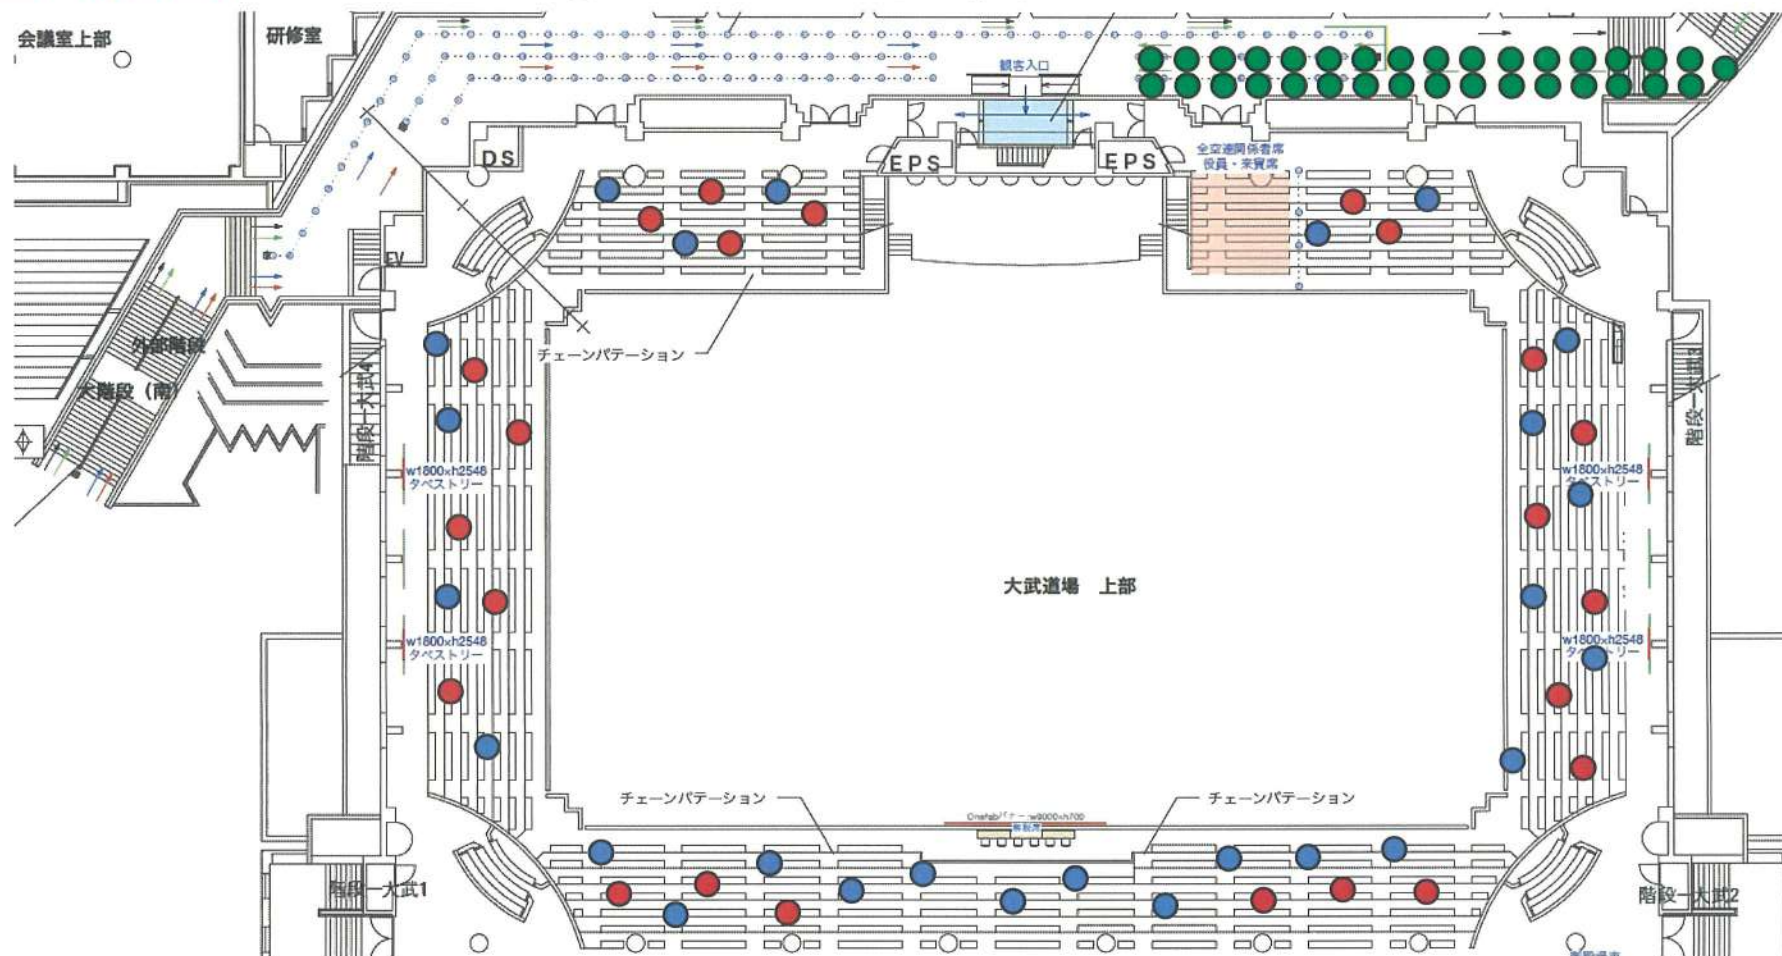 会議室上部
研修室
観客入口
DS
EPS
EPS
全空連関係者席
役員・来賓席
EV
外部階段
大階段（南）
チェーンパテーション
階段一大武4
階段一大武3
w1800×h2548
タペストリー
w1800×h2548
タペストリー
大武道場　上部
w1800×h2548
タペストリー
w1800×h2548
タペストリー
チェーンパテーション
チェーンパテーション
階段一大武1
階段一大武2